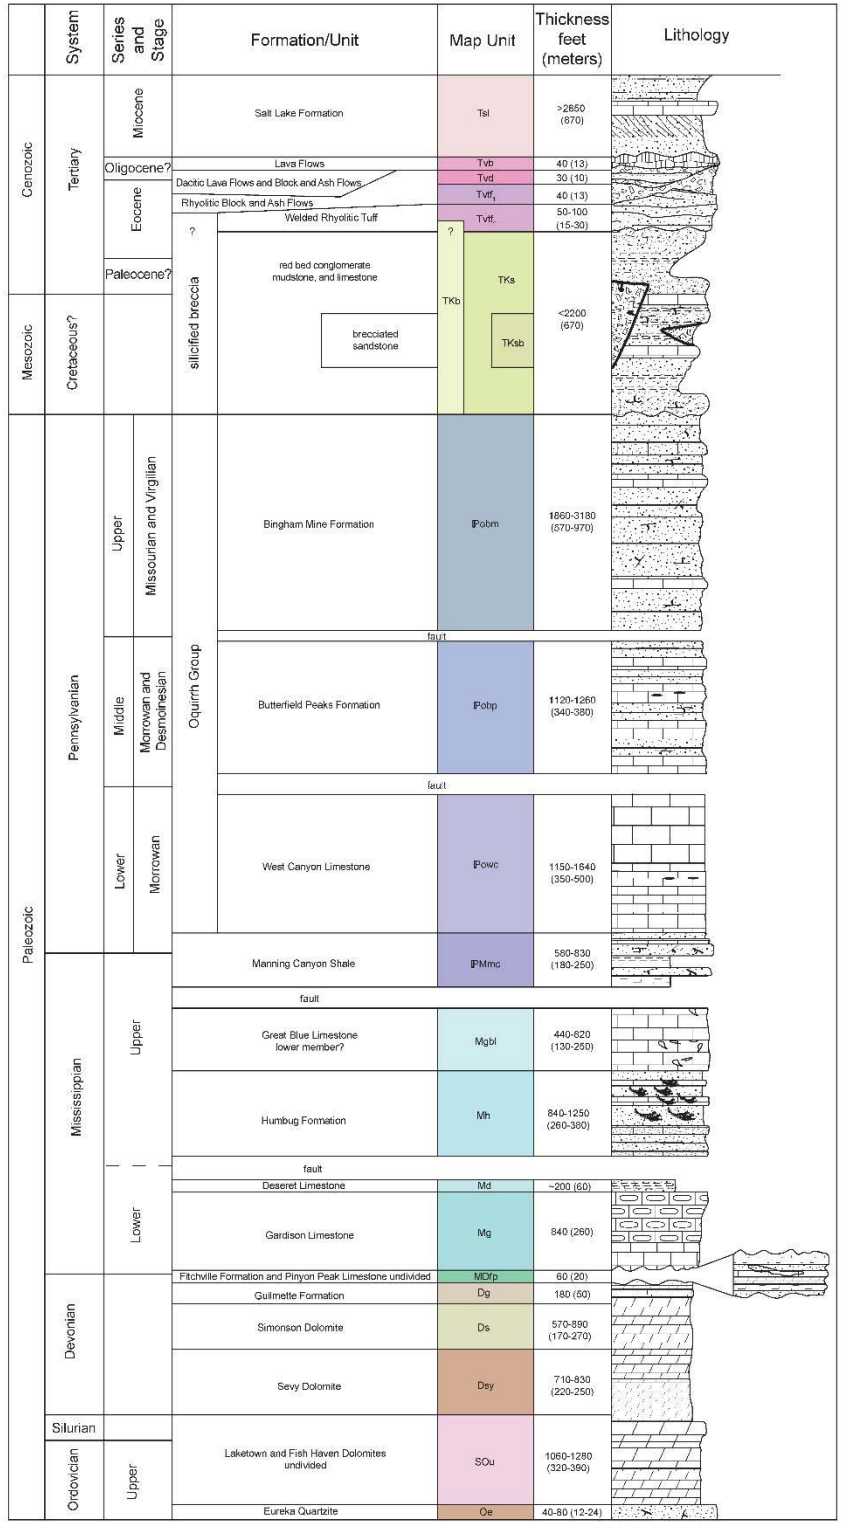 System
Series
and
Stage
Formation/Unit
Map Unit
Thickness
feet
(meters)
Lithology
Cenozoic
Tertiary
Miocene
Salt Lake Formation
Tsl
>2850
(870)
Oligocene?
Lava Flows
Tvb
40 (13)
Dacitic Lava Flows and Block and Ash Flows
Tvd
30 (10)
Eocene
Rhyolitic Block and Ash Flows
Tvtf1
40 (13)
Welded Rhyolitic Tuff
50-100
(15-30)
?
?
Paleocene?
red bed conglomerate
mudstone, and limestone
TKs
TKb
<2200
(670)
silicified breccia
Mesozoic
Cretaceous?
brecciated
sandstone
TKsb
Paleozoic
Pennsylvanian
Upper
Missourian and Virgilian
Oquirrh Group
Bingham Mine Formation
IPobm
1860-3180
(570-970)
fault
Middle
Morrowan and
Desmoinesian
Butterfield Peaks Formation
IPobp
1120-1260
(340-380)
fault
Lower
Morrowan
West Canyon Limestone
IPowc
1150-1640
(350-500)
Manning Canyon Shale
IPMmc
580-830
(180-250)
fault
Mississippian
Upper
Great Blue Limestone
lower member?
Mgbl
440-820
(130-250)
Humbug Formation
Mh
840-1250
(260-380)
fault
Lower
Deseret Limestone
Md
~200 (60)
Gardison Limestone
Mg
840 (260)
Fitchville Formation and Pinyon Peak Limestone undivided
MDfp
60 (20)
Devonian
Guilmette Formation
Dg
180 (50)
Simonson Dolomite
Ds
570-890
(170-270)
Sevy Dolomite
Dsy
710-830
(220-250)
Silurian
Laketown and Fish Haven Dolomites
undivided
SOu
1060-1280
(320-390)
Ordovician
Upper
Eureka Quartzite
Oe
40-80 (12-24)